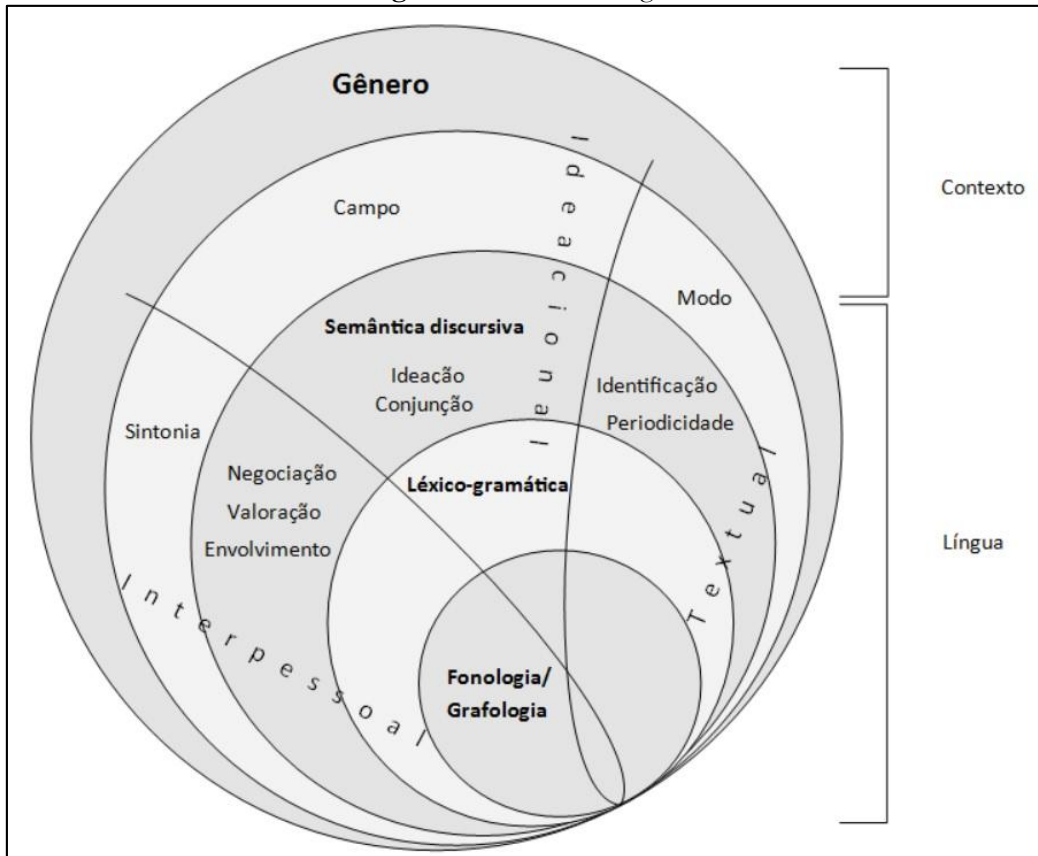 Gênero
Ideacional
Contexto
Campo
Modo
Semântica discursiva
Ideação
Conjunção
Identificação
Periodicidade
Sintonia
Negociação
Valoração
Envolvimento
Léxico-gramática
Textual
Língua
Interpessoal
Fonologia/
Grafologia